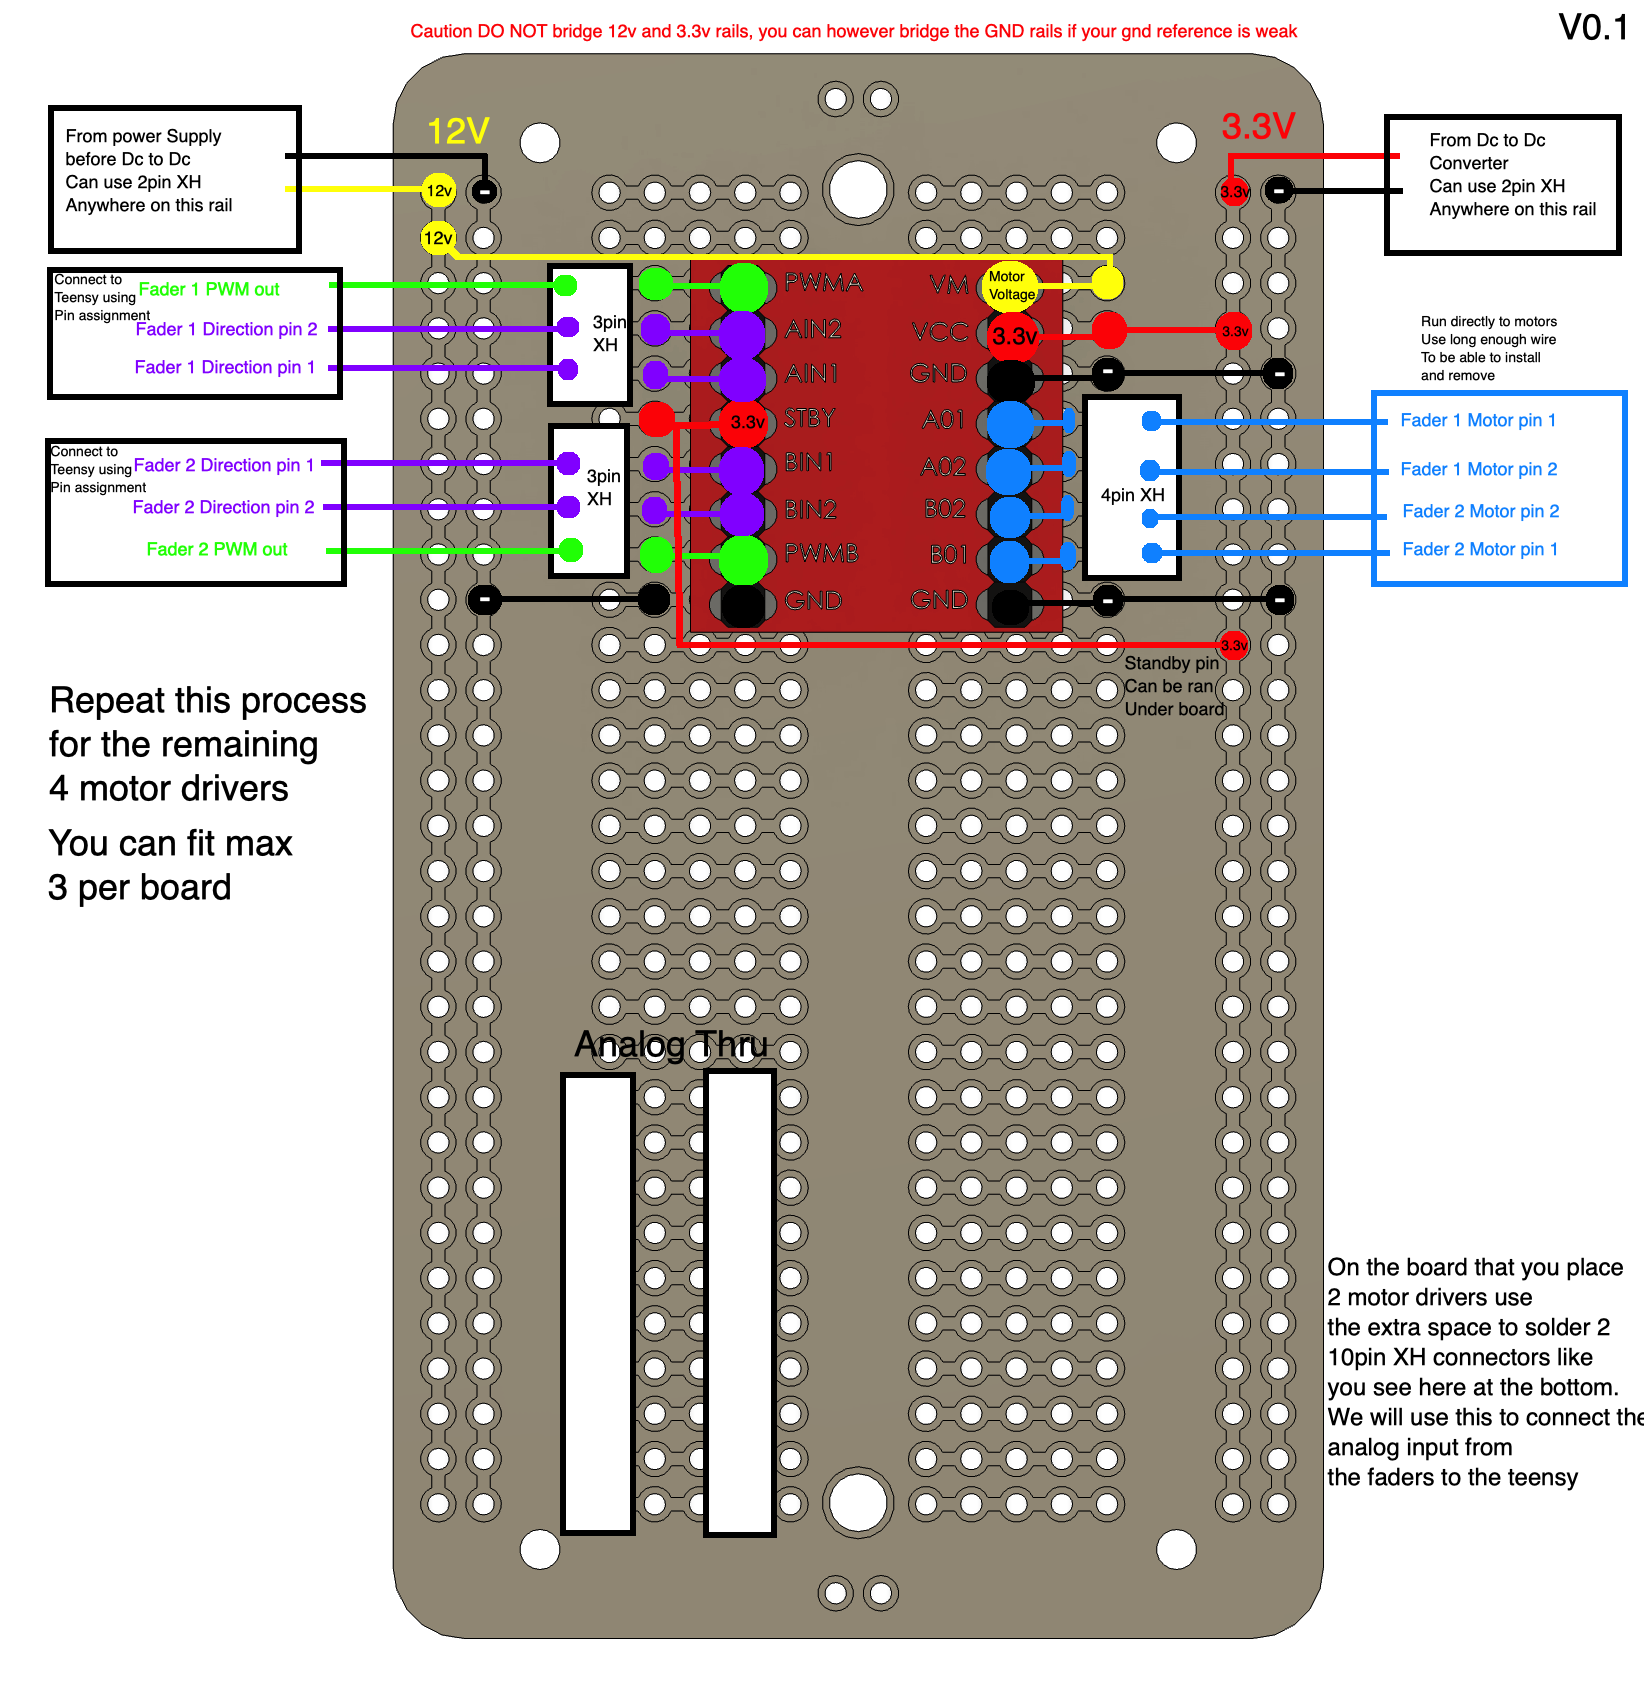 Caution DO NOT bridge 12v and 3.3v rails, you can however bridge the GND rails if your gnd reference is weak
V0.1
12V
3.3V
From power Supply
before Dc to Dc
Can use 2pin XH
Anywhere on this rail
From Dc to Dc
Converter
Can use 2pin XH
Anywhere on this rail
12v
-
3.3v
-
12v
Connect to
Teensy using
Pin assignment
Fader 1 PWM out
Fader 1 Direction pin 2
Fader 1 Direction pin 1
3pin
XH
PWMA
AIN2
AIN1
STBY
BIN1
BIN2
PWMB
GND
3.3v
VM
VCC
GND
A01
A02
B02
B01
GND
Motor
Voltage
3.3v
3.3v
-
-
Run directly to motors
Use long enough wire
To be able to install
and remove
Connect to
Teensy using
Pin assignment
Fader 2 Direction pin 1
Fader 2 Direction pin 2
Fader 2 PWM out
3pin
XH
4pin XH
Fader 1 Motor pin 1
Fader 1 Motor pin 2
Fader 2 Motor pin 2
Fader 2 Motor pin 1
-
-
-
3.3v
Standby pin
Can be ran
Under board
Repeat this process
for the remaining
4 motor drivers
You can fit max
3 per board
Analog Thru
On the board that you place
2 motor drivers use
the extra space to solder 2
10pin XH connectors like
you see here at the bottom.
We will use this to connect the
analog input from
the faders to the teensy